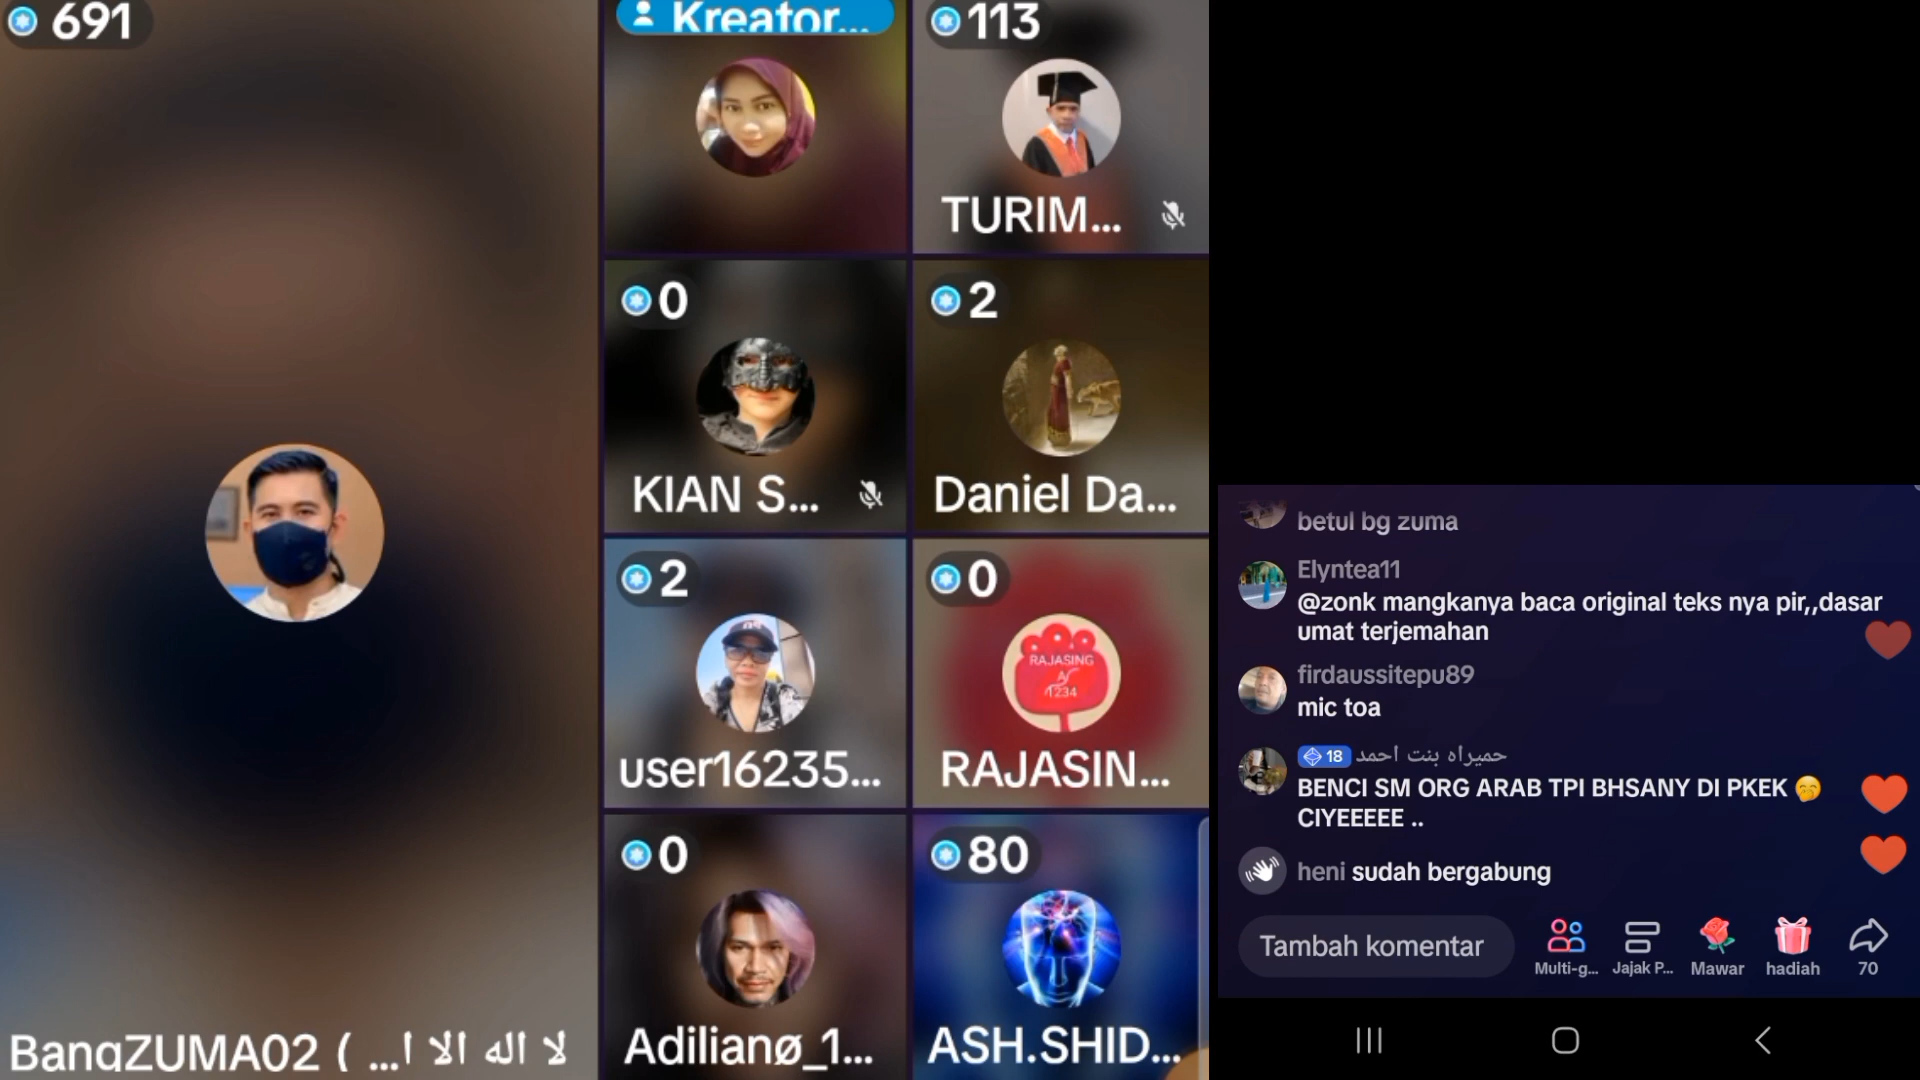 691
Kreator...
113
TURIM...
0
KIAN S...
2
Daniel Da...
2
user16235...
0
RAJASING
1234
RAJASIN...
0
Adilianø_1...
80
ASH.SHID...
BangZUMA02 ( ...لا اله الا ا
betul bg zuma
Elyntea11
@zonk mangkanya baca original teks nya pir,,dasar
umat terjemahan
firdaussitepu89
mic toa
18 حميراه بنت احمد
BENCI SM ORG ARAB TPI BHSANY DI PKEK 🤭
CIYEEEEE ..
heni sudah bergabung
Tambah komentar
Multi-g...
Jajak P...
Mawar
hadiah
70